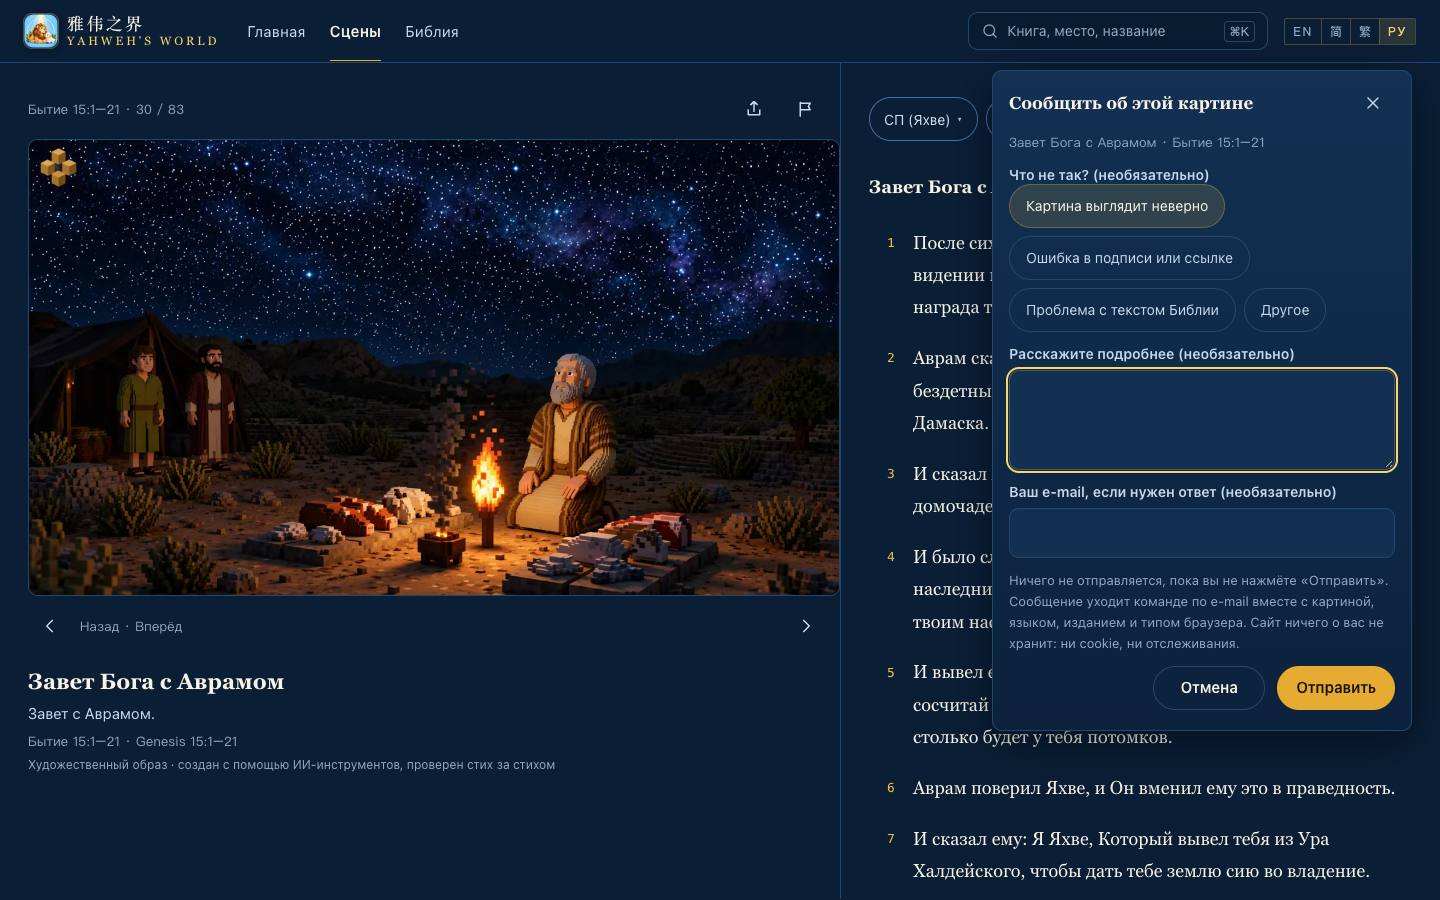 雅伟之界
YAHWEH'S WORLD
Главная
Сцены
Библия
Книга, место, название
⌘K
EN
简
繁
РУ
Бытие 15:1—21 · 30 / 83
Назад · Вперёд
Завет Бога с Аврамом
Завет с Аврамом.
Бытие 15:1—21 · Genesis 15:1—21
Художественный образ · создан с помощью ИИ-инструментов, проверен стих за стихом
СП (Яхве)
Завет Бога с
1 После сих
видении
награда т
2 Аврам ска
бездетны
Дамаска.
3 И сказал
домочаде
4 И было сл
наследни
твоим нас
5 И вывел е
сосчитай
столько будет у тебя потомков.
6 Аврам поверил Яхве, и Он вменил ему это в праведность.
7 И сказал ему: Я Яхве, Который вывел тебя из Ура
Халдейского, чтобы дать тебе землю сию во владение.
Сообщить об этой картине
Завет Бога с Аврамом · Бытие 15:1—21
Что не так? (необязательно)
Картина выглядит неверно
Ошибка в подписи или ссылке
Проблема с текстом Библии
Другое
Расскажите подробнее (необязательно)
Ваш e-mail, если нужен ответ (необязательно)
Ничего не отправляется, пока вы не нажмёте «Отправить».
Сообщение уходит команде по e-mail вместе с картиной,
языком, изданием и типом браузера. Сайт ничего о вас не
хранит: ни cookie, ни отслеживания.
Отмена
Отправить